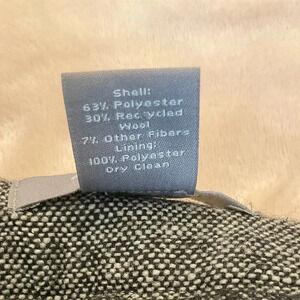 Shell:
63% Polyester
30% Recycled
Wool
7% Other Fibers
Lining:
100% Polyester
Dry Clean